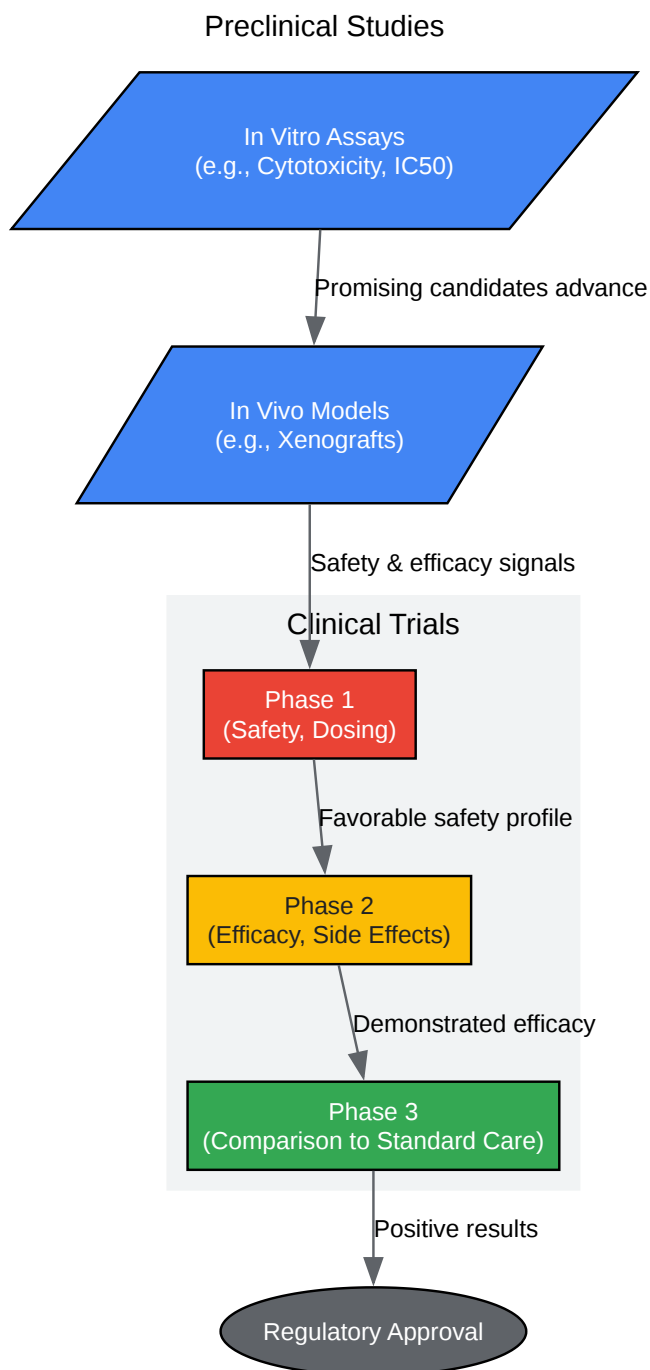 Preclinical Studies
In Vitro Assays
(e.g., Cytotoxicity, IC50)
Promising candidates advance
In Vivo Models
(e.g., Xenografts)
Safety & efficacy signals
Clinical Trials
Phase 1
(Safety, Dosing)
Favorable safety profile
Phase 2
(Efficacy, Side Effects)
Demonstrated efficacy
Phase 3
(Comparison to Standard Care)
Positive results
Regulatory Approval